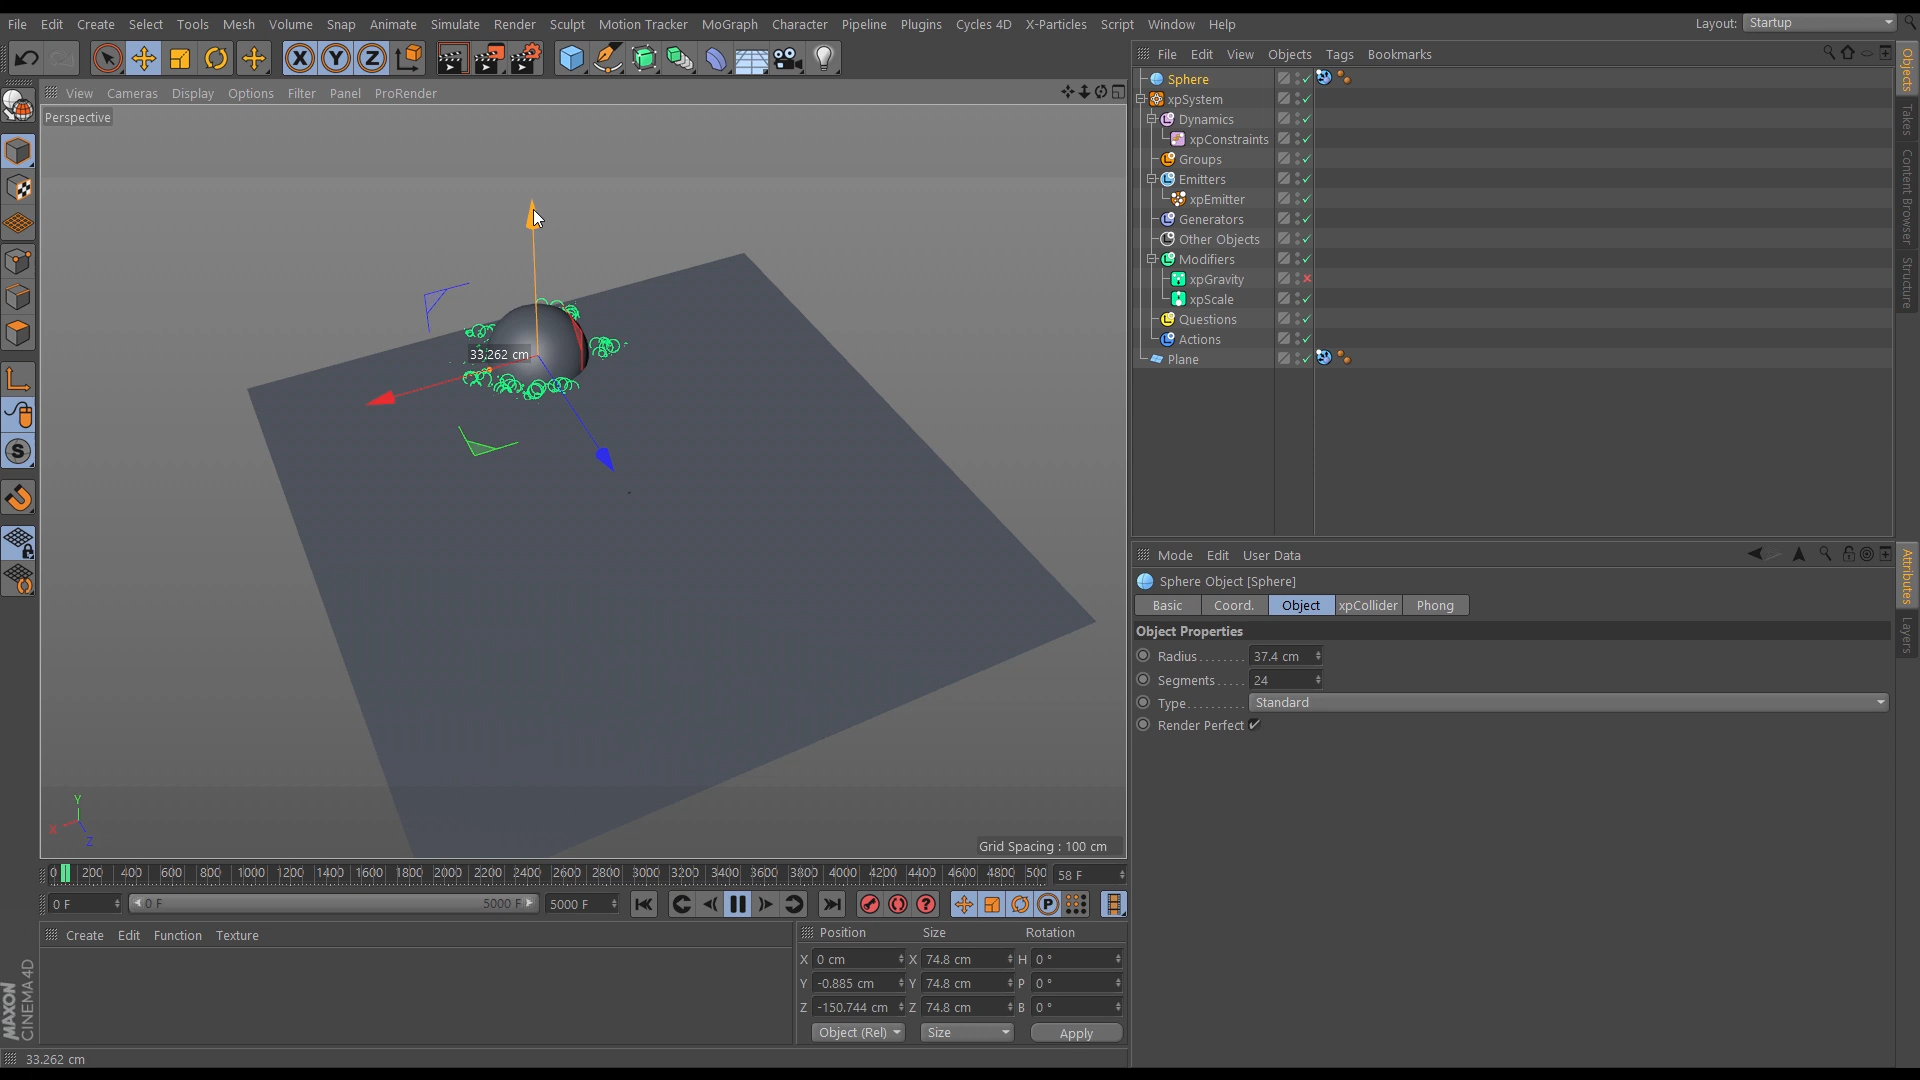 File Edit Create Select Tools Mesh Volume Snap Animate Simulate Render Sculpt Motion Tracker MoGraph Character Pipeline Plugins Cycles 4D X-Particles Script Window Help Layout: Startup
X Y Z
File Edit View Objects Tags Bookmarks
View Cameras Display Options Filter Panel ProRender
Perspective
Sphere
xpSystem
Dynamics
xpConstraints
Groups
Emitters
xpEmitter
Generators
Other Objects
Modifiers
xpGravity
xpScale
Questions
Actions
Plane
Objects
Takes
Content Browser
Structure
33.262 cm
S
Y
X
Z
Grid Spacing : 100 cm
Mode Edit User Data
Sphere Object [Sphere]
Basic Coord. Object xpCollider Phong
Object Properties
Radius........ 37.4 cm
Segments..... 24
Type.......... Standard
Render Perfect
Attributes
Layers
0 200 400 600 800 1000 1200 1400 1600 1800 2000 2200 2400 2600 2800 3000 3200 3400 3600 3800 4000 4200 4400 4600 4800 500 58 F
0 F 0 F 5000 F 5000 F
P
Create Edit Function Texture
Position Size Rotation
X 0 cm X 74.8 cm H 0 °
Y -0.885 cm Y 74.8 cm P 0 °
Z -150.744 cm Z 74.8 cm B 0 °
Object (Rel) Size Apply
MAXON
CINEMA 4D
33.262 cm